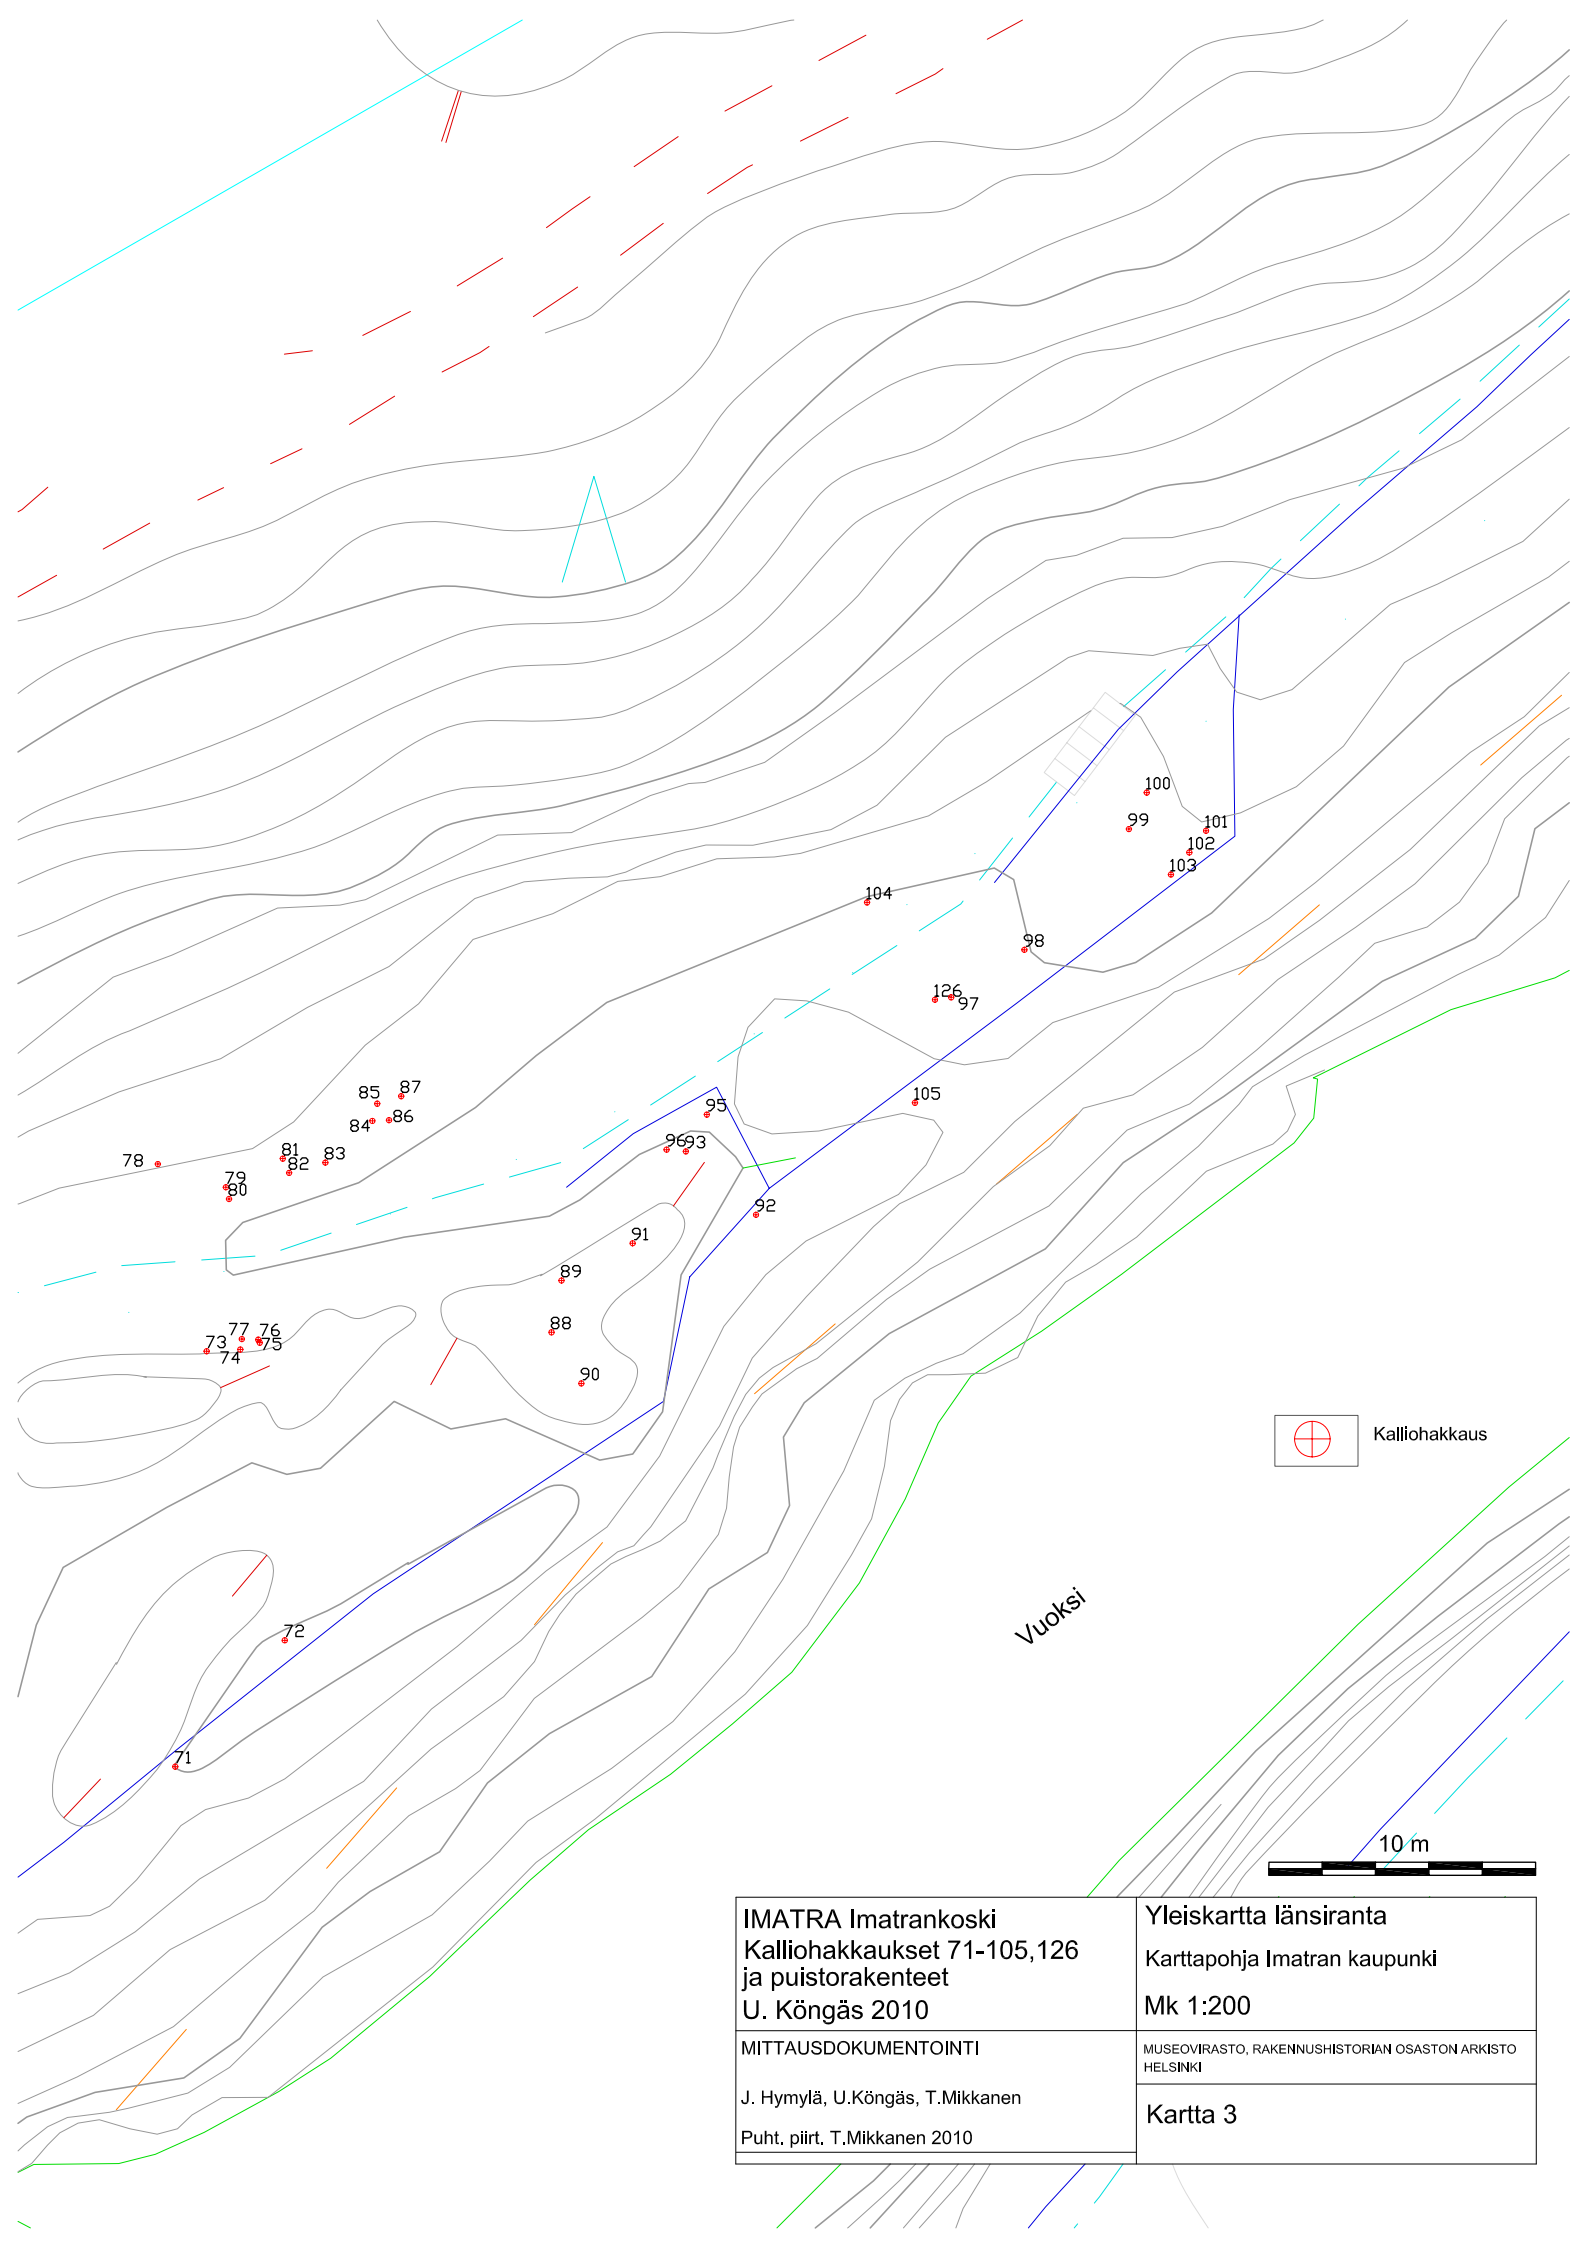 100
99
101
102
103
104
98
126
97
105
85
87
84
86
95
96
93
78
81
82
83
79
80
92
91
89
88
90
77
76
73
75
74
72
71
Kalliohakkaus
Vuoksi
10 m
IMATRA Imatrankoski
Kalliohakkaukset 71-105,126
ja puistorakenteet
U. Köngäs 2010
MITTAUSDOKUMENTOINTI
J. Hymylä, U.Köngäs, T.Mikkanen
Puht. piirt. T.Mikkanen 2010
Yleiskartta länsiranta
Karttapohja Imatran kaupunki
Mk 1:200
MUSEOVIRASTO, RAKENNUSHISTORIAN OSASTON ARKISTO
HELSINKI
Kartta 3